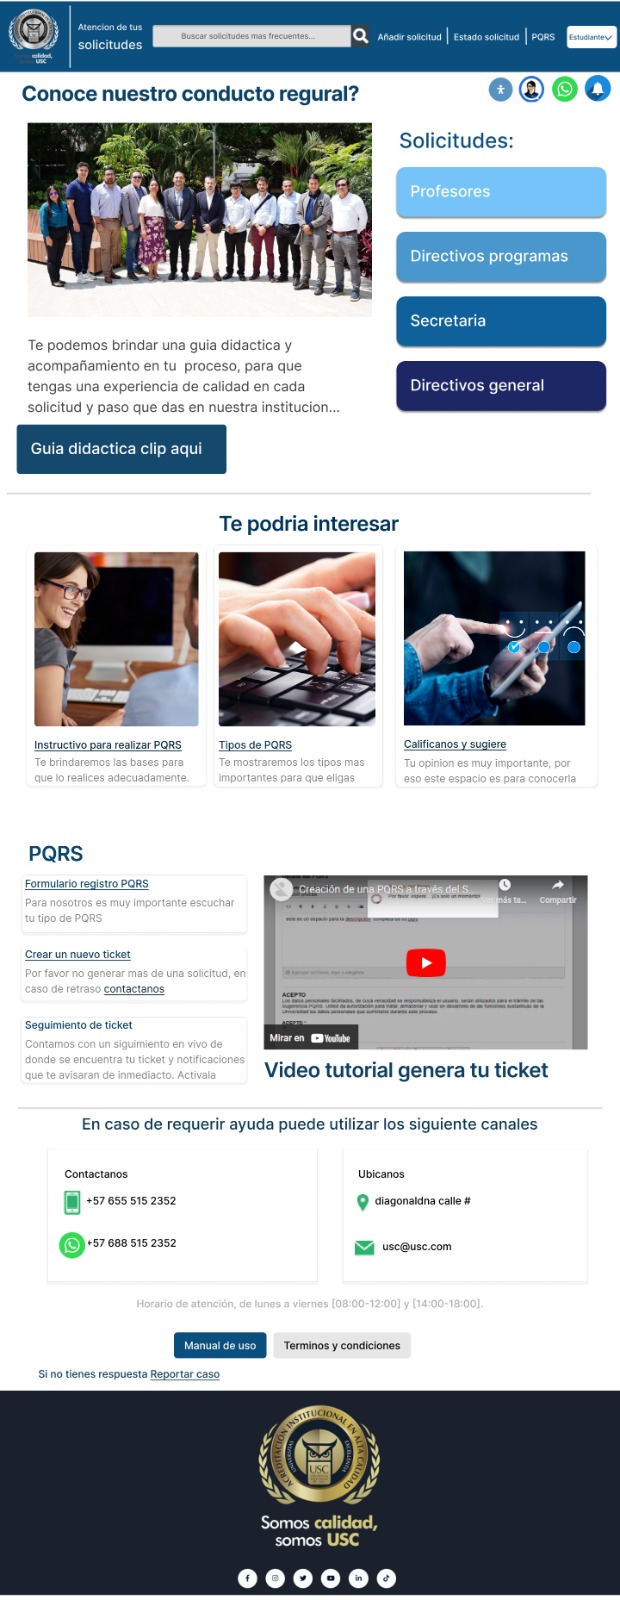 Atencion de tus
solicitudes
Buscar solicitudes mas frecuentes...
Añadir solicitud
Estado solicitud
PQRS
Estudiante
calidad,
USC
Conoce nuestro conducto regural?
Solicitudes:
Profesores
Directivos programas
Secretaria
Directivos general
Te podemos brindar una guia didactica y
acompañamiento en tu proceso, para que
tengas una experiencia de calidad en cada
solicitud y paso que das en nuestra institucion...
Guia didactica clip aqui
Te podria interesar
Instructivo para realizar PQRS
Te brindaremos las bases para
que lo realices adecuadamente.
Tipos de PQRS
Te mostraremos los tipos mas
importantes para que eligas
Calificanos y sugiere
Tu opinion es muy importante, por
eso este espacio es para conocerla
PQRS
Formulario registro PQRS
Para nosotros es muy importante escuchar
tu tipo de PQRS
Crear un nuevo ticket
Por favor no generar mas de una solicitud, en
caso de retraso contactanos
Seguimiento de ticket
Contamos con un siguimiento en vivo de
donde se encuentra tu ticket y notificaciones
que te avisaran de inmediacto. Activala
Creación de una PQRS a través del S...
Ver más ta...
Compartir
ACEPTO
Mirar en YouTube
Video tutorial genera tu ticket
En caso de requerir ayuda puede utilizar los siguiente canales
Contactanos
+57 655 515 2352
+57 688 515 2352
Ubicanos
diagonaldna calle #
usc@usc.com
Horario de atención, de lunes a viernes [08:00-12:00] y [14:00-18:00].
Manual de uso
Terminos y condiciones
Si no tienes respuesta Reportar caso
ACREDITACIÓN INSTITUCIONAL EN ALTA CALIDAD
USC
Somos calidad,
somos USC